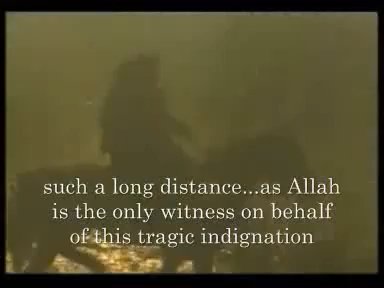 such a long distance...as Allah
is the only witness on behalf
of this tragic indignation